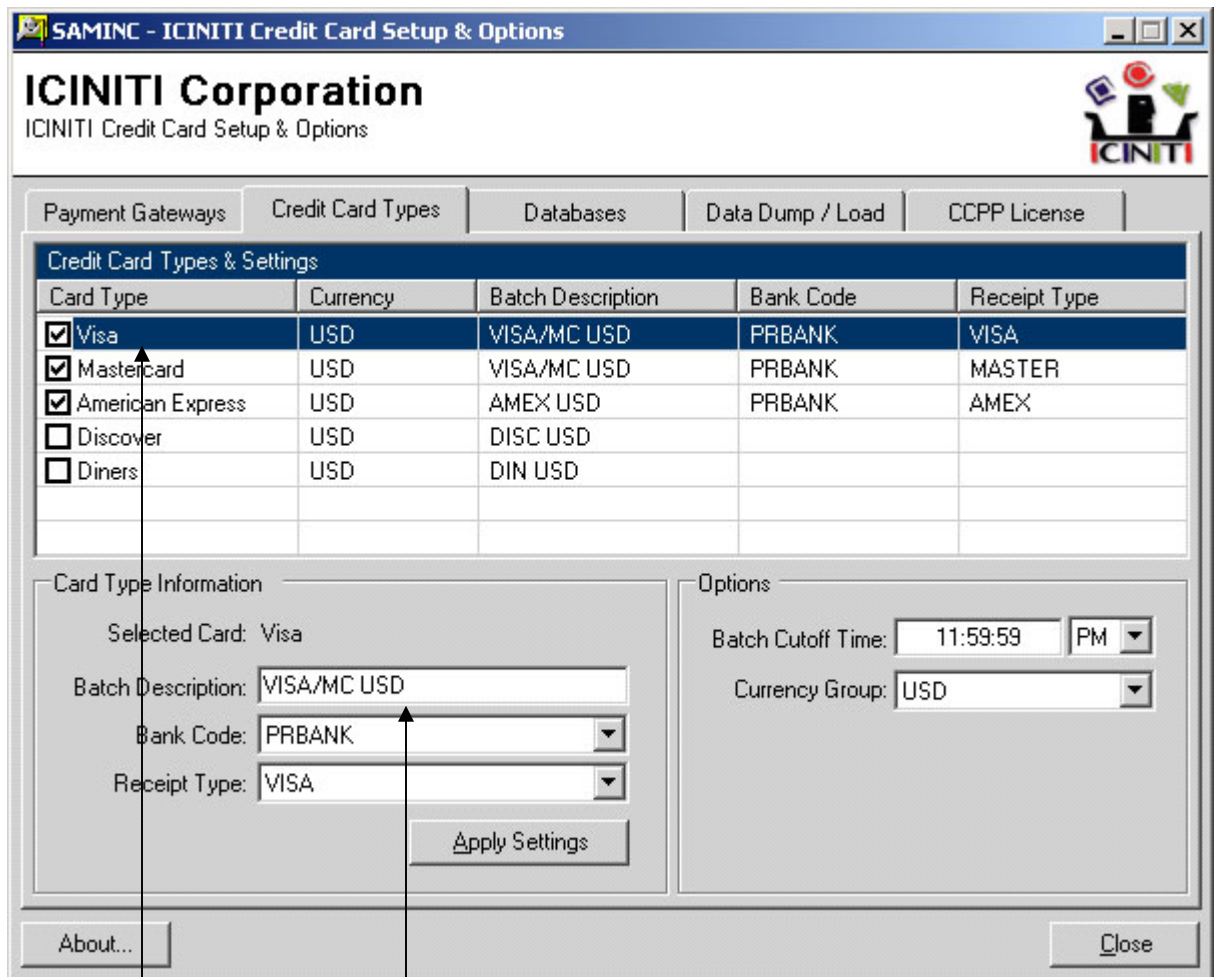 SAMINC - ICINITI Credit Card Setup & Options
ICINITI Corporation
ICINITI Credit Card Setup & Options
ICINITI
Payment Gateways Credit Card Types Databases Data Dump / Load CCPP License
Credit Card Types & Settings
Card Type Currency Batch Description Bank Code Receipt Type
Visa USD VISA/MC USD PRBANK VISA
Mastercard USD VISA/MC USD PRBANK MASTER
American Express USD AMEX USD PRBANK AMEX
Discover USD DISC USD
Diners USD DIN USD
Card Type Information
Selected Card: Visa
Batch Description: VISA/MC USD
Bank Code: PRBANK
Receipt Type: VISA
Apply Settings
Options
Batch Cutoff Time: 11:59:59 PM
Currency Group: USD
About...
Close